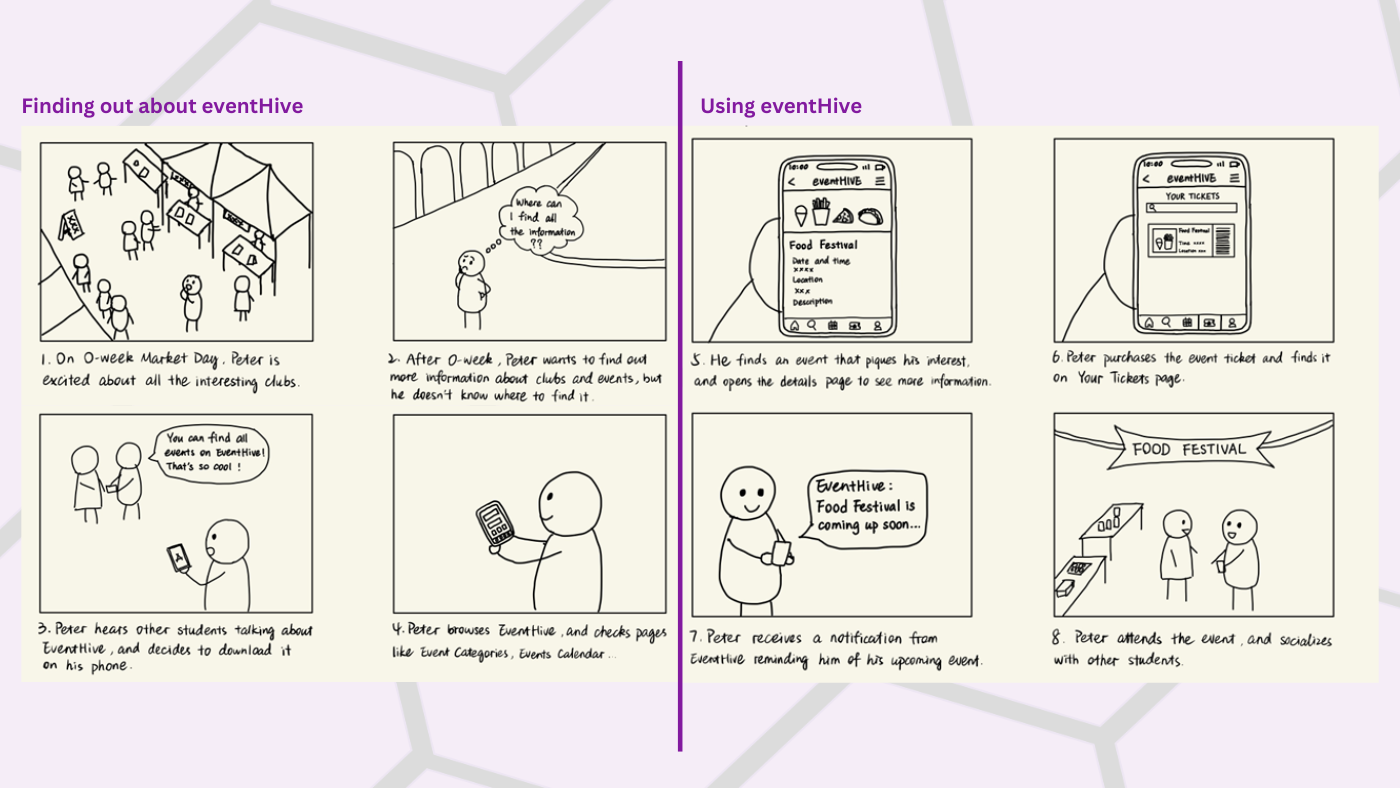 Finding out about eventHive
Using eventHive
XXX
1. On O-week Market Day, Peter is
excited about all the interesting clubs.
Where can
I find all
the information
??
2. After O-week, Peter wants to find out
more information about clubs and events, but
he doesn't know where to find it.
You can find all
events on EventHive!
That's so cool !
3. Peter hears other students talking about
EventHive, and decides to download it
on his phone.
4. Peter browses EventHive, and checks pages
like Event Categories, Events Calendar...
10:00
< eventHIVE
Food Festival
Date and time
xxxx
Location
xxx
Description
5. He finds an event that piques his interest,
and opens the details page to see more information.
10:00
< eventHIVE
YOUR TICKETS
Food Festival
Time xxxx
Location xxx
6. Peter purchases the event ticket and finds it
on Your Tickets page.
EventHive :
Food Festival is
coming up soon...
7. Peter receives a notification from
EventHive reminding him of his upcoming event.
FOOD FESTIVAL
8. Peter attends the event, and socializes
with other students.